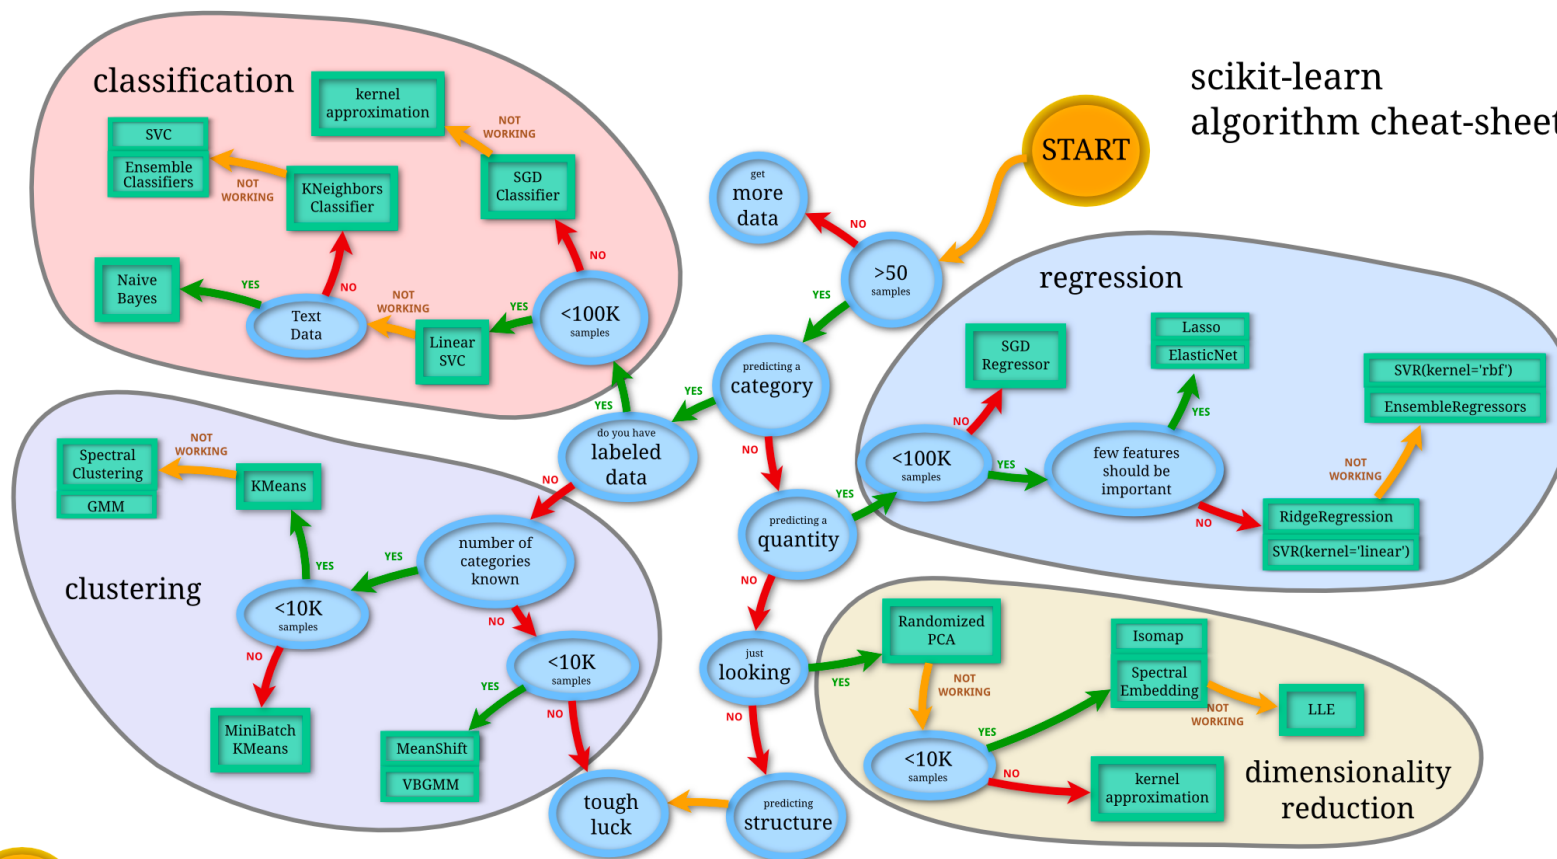 scikit-learn
algorithm cheat-sheet
START
classification
kernel
approximation
NOT
WORKING
SVC
Ensemble
Classifiers
NOT
WORKING
KNeighbors
Classifier
SGD
Classifier
Naive
Bayes
YES
NO
Text
Data
NOT
WORKING
Linear
SVC
YES
NO
<100K
samples
get
more
data
NO
>50
samples
YES
predicting a
category
YES
NO
YES
do you have
labeled
data
NO
regression
SGD
Regressor
Lasso
ElasticNet
SVR(kernel='rbf')
EnsembleRegressors
NO
YES
<100K
samples
YES
few features
should be
important
NOT
WORKING
NO
RidgeRegression
SVR(kernel='linear')
YES
predicting a
quantity
NO
clustering
Spectral
Clustering
GMM
NOT
WORKING
KMeans
number of
categories
known
YES
YES
<10K
samples
NO
NO
<10K
samples
YES
NO
MiniBatch
KMeans
MeanShift
VBGMM
tough
luck
just
looking
YES
NO
predicting
structure
Randomized
PCA
NOT
WORKING
Isomap
Spectral
Embedding
NOT
WORKING
LLE
YES
<10K
samples
NO
kernel
approximation
dimensionality
reduction